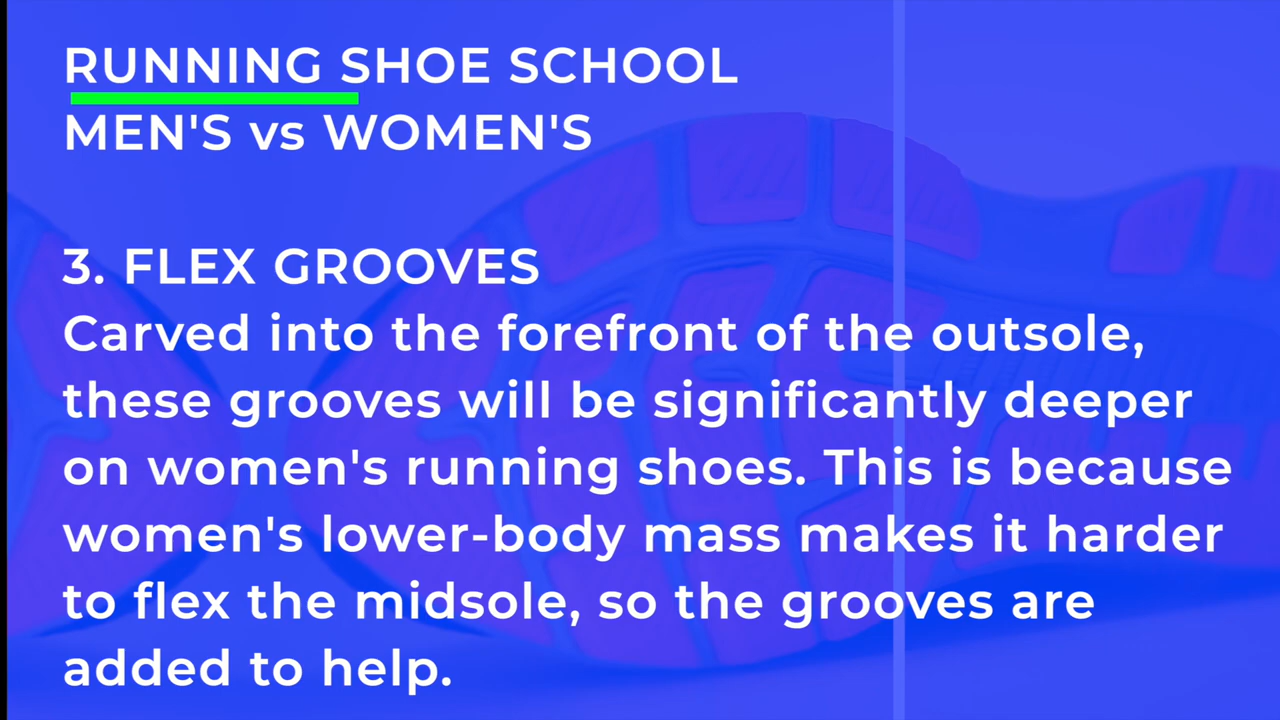 RUNNING SHOE SCHOOL
MEN'S vs WOMEN'S
3. FLEX GROOVES
Carved into the forefront of the outsole,
these grooves will be significantly deeper
on women's running shoes. This is because
women's lower-body mass makes it harder
to flex the midsole, so the grooves are
added to help.